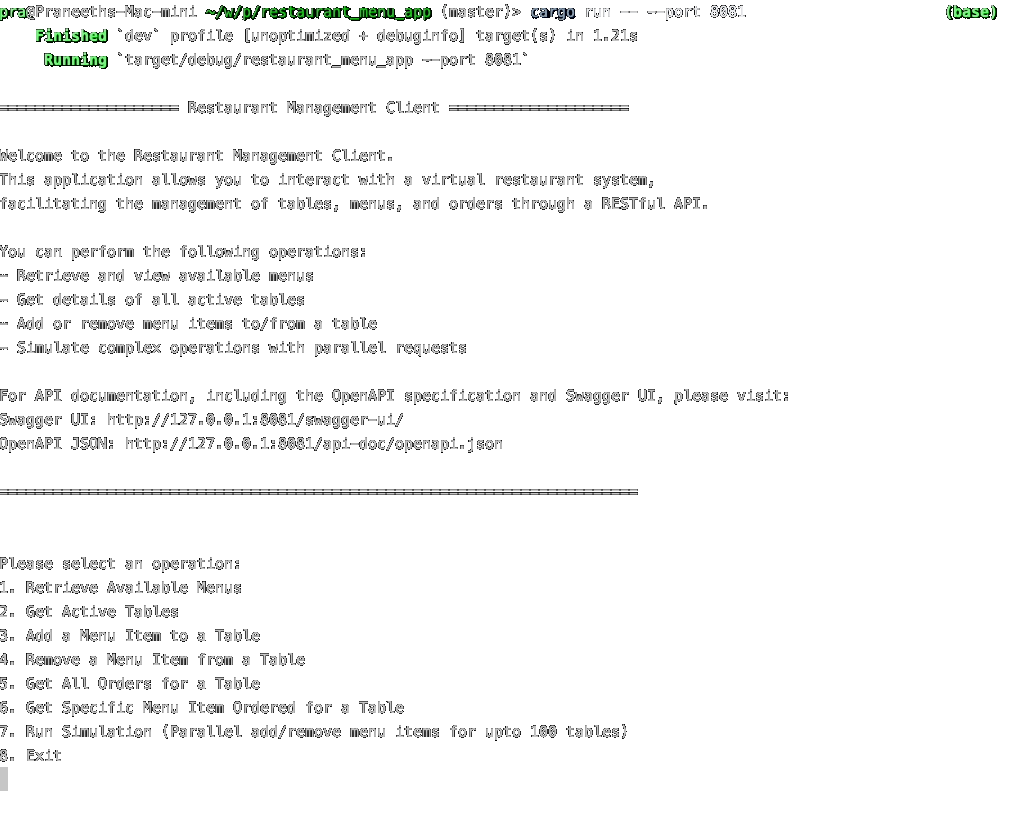 pra@Praneeths-Mac-mini ~/w/p/restaurant_menu_app (master)> cargo run -- --port 8081 (base)
Finished `dev` profile [unoptimized + debuginfo] target(s) in 1.21s
Running `target/debug/restaurant_menu_app --port 8081`
==================== Restaurant Management Client ====================
Welcome to the Restaurant Management Client.
This application allows you to interact with a virtual restaurant system,
facilitating the management of tables, menus, and orders through a RESTful API.
You can perform the following operations:
- Retrieve and view available menus
- Get details of all active tables
- Add or remove menu items to/from a table
- Simulate complex operations with parallel requests
For API documentation, including the OpenAPI specification and Swagger UI, please visit:
Swagger UI: http://127.0.0.1:8081/swagger-ui/
OpenAPI JSON: http://127.0.0.1:8081/api-doc/openapi.json
=======================================================================
Please select an operation:
1. Retrieve Available Menus
2. Get Active Tables
3. Add a Menu Item to a Table
4. Remove a Menu Item from a Table
5. Get All Orders for a Table
6. Get Specific Menu Item Ordered for a Table
7. Run Simulation (Parallel add/remove menu items for upto 100 tables)
8. Exit